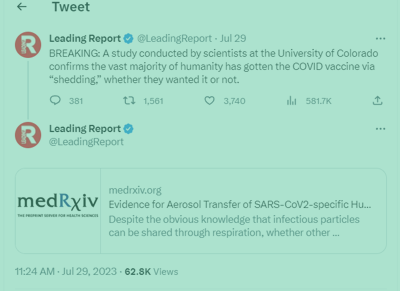 Tweet
Leading Report @LeadingReport · Jul 29
BREAKING: A study conducted by scientists at the University of Colorado
confirms the vast majority of humanity has gotten the COVID vaccine via
“shedding,” whether they wanted it or not.
381 1,561 3,740 581.7K
Leading Report
@LeadingReport
medRxiv
THE PREPRINT SERVER FOR HEALTH SCIENCES
medrxiv.org
Evidence for Aerosol Transfer of SARS-CoV2-specific Hu...
Despite the obvious knowledge that infectious particles
can be shared through respiration, whether other ...
11:24 AM · Jul 29, 2023 · 62.8K Views